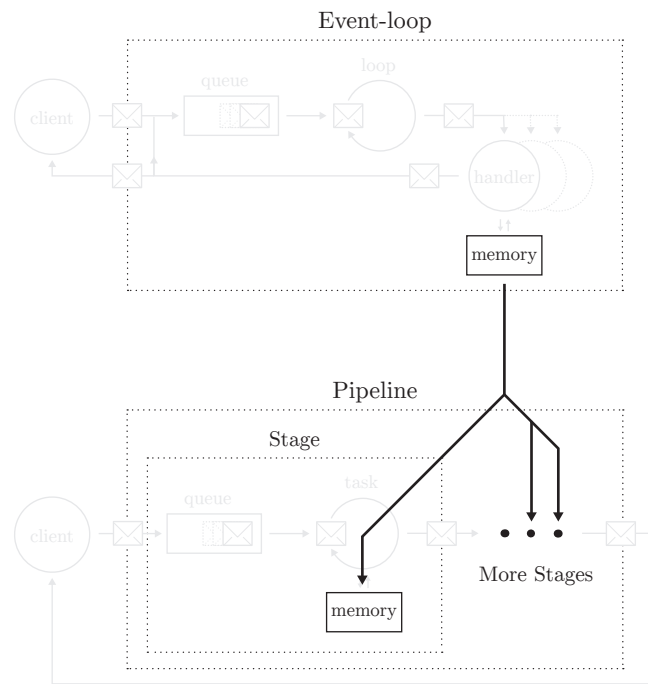 Event-loop
queue
loop
client
handler
memory
Pipeline
Stage
queue
task
client
More Stages
memory